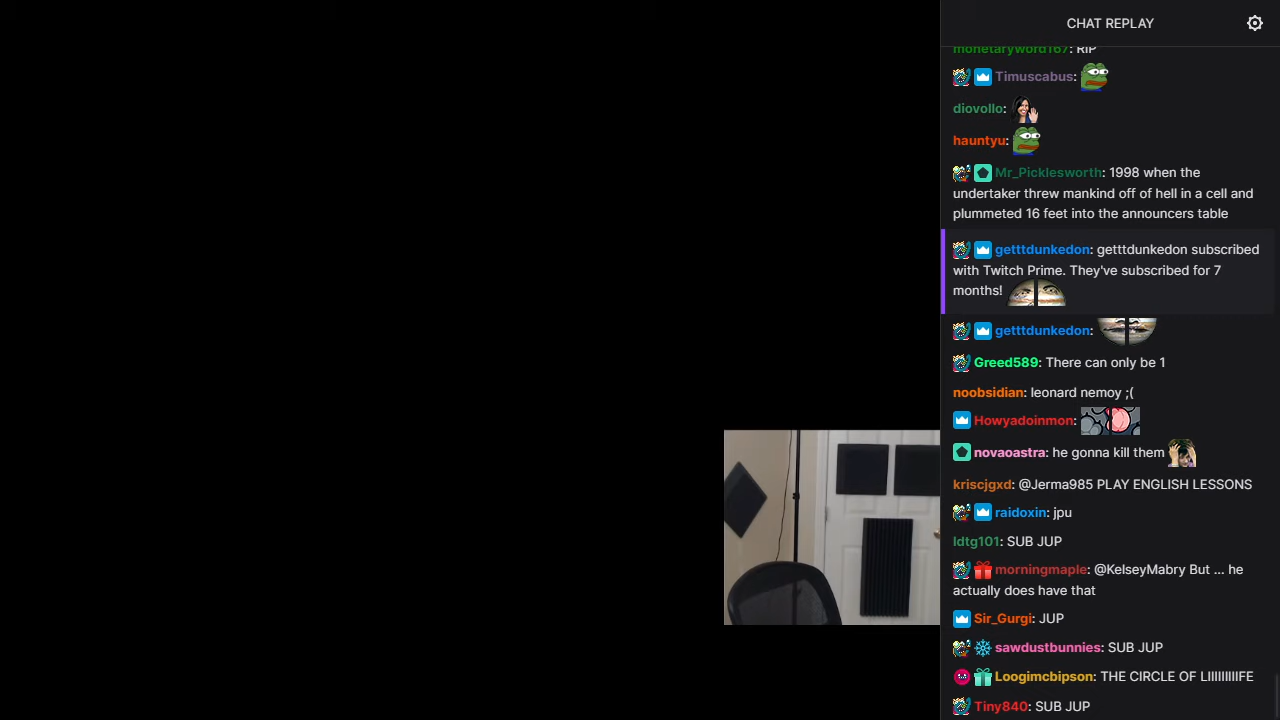 CHAT REPLAY
monetaryword167: RIP
Timuscabus:
diovollo:
hauntyu:
Mr_Picklesworth: 1998 when the
undertaker threw mankind off of hell in a cell and
plummeted 16 feet into the announcers table
getttdunkedon: getttdunkedon subscribed
with Twitch Prime. They've subscribed for 7
months!
getttdunkedon:
Greed589: There can only be 1
noobsidian: leonard nemoy ;(
Howyadoinmon:
novaoastra: he gonna kill them
kriscjgxd: @Jerma985 PLAY ENGLISH LESSONS
raidoxin: jpu
ldtg101: SUB JUP
morningmaple: @KelseyMabry But ... he
actually does have that
Sir_Gurgi: JUP
sawdustbunnies: SUB JUP
Loogimcbipson: THE CIRCLE OF LIIIIIIIIFE
Tiny840: SUB JUP